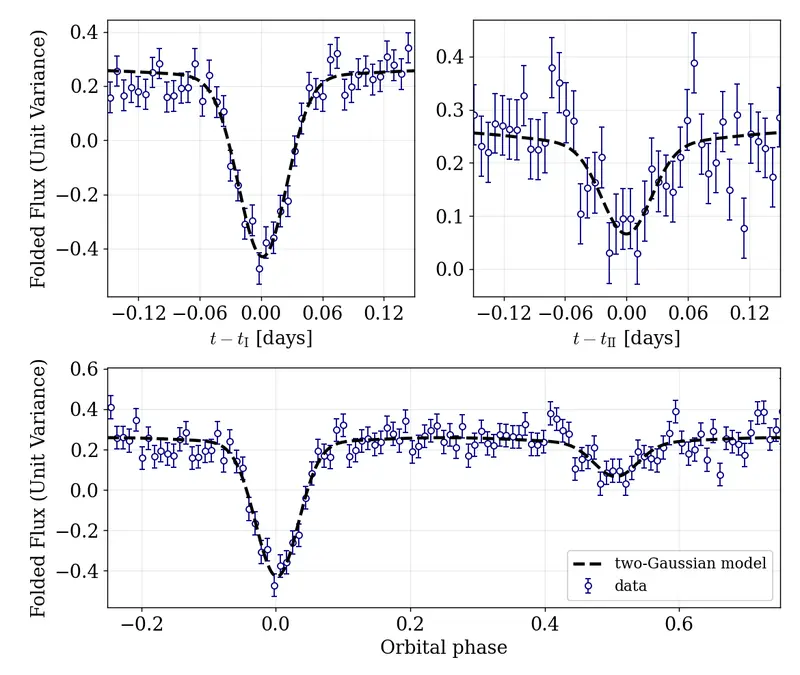 Folded Flux (Unit Variance)
0.4
0.2
0.0
−0.2
−0.4
−0.12 −0.06 0.00 0.06 0.12
t − tI [days]
0.4
0.3
0.2
0.1
0.0
−0.12 −0.06 0.00 0.06 0.12
t − tII [days]
Folded Flux (Unit Variance)
0.6
0.4
0.2
0.0
−0.2
−0.4
−0.2 0.0 0.2 0.4 0.6
Orbital phase
two-Gaussian model
data